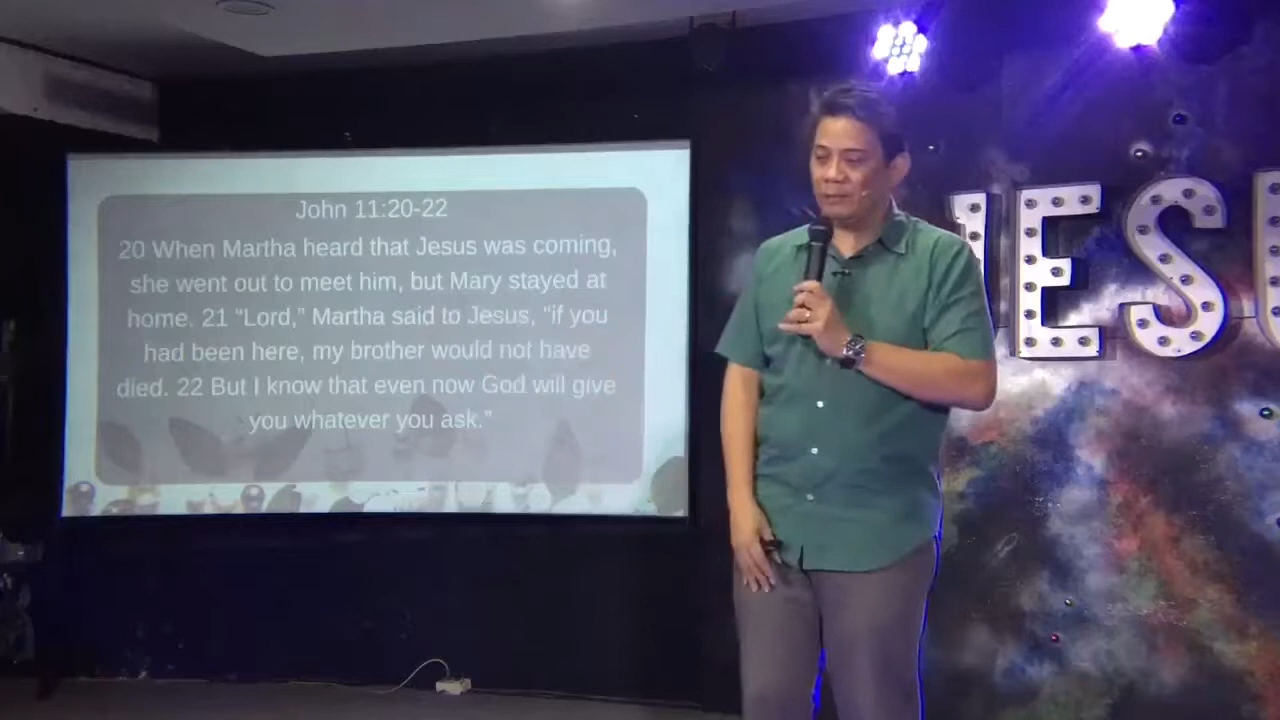 John 11:20-22
20 When Martha heard that Jesus was coming,
she went out to meet him, but Mary stayed at
home. 21 “Lord,” Martha said to Jesus, “if you
had been here, my brother would not have
died. 22 But I know that even now God will give
you whatever you ask.”
JESU